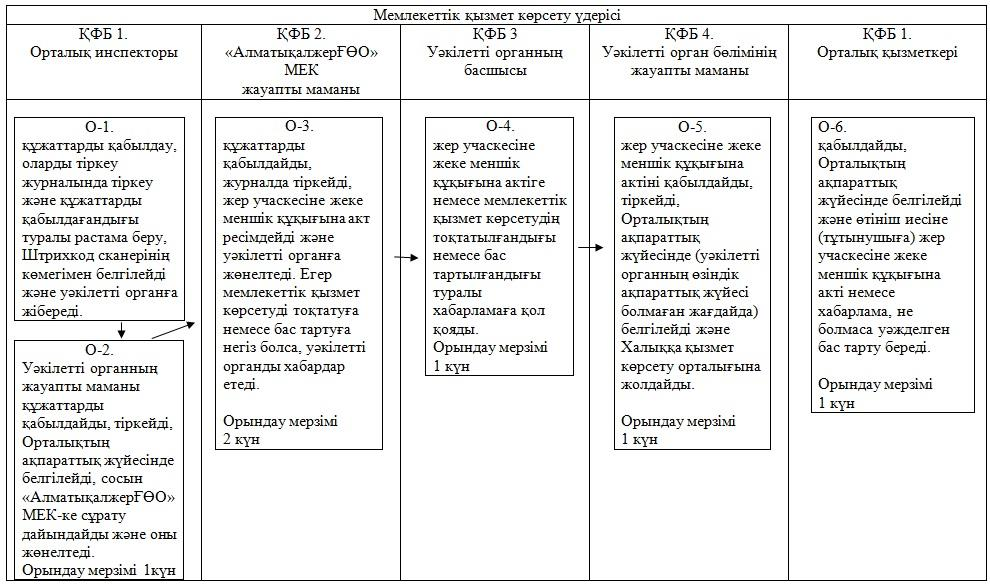 Мемлекеттік қызмет көрсету үдерісі
ҚФБ 1.
Орталық инспекторы
ҚФБ 2.
«АлматықалжерҒӨО»
МЕК
жауапты маманы
ҚФБ 3
Уәкілетті органның
басшысы
ҚФБ 4.
Уәкілетті орган бөлімінің
жауапты маманы
ҚФБ 1.
Орталық қызметкері
О-1.
құжаттарды қабылдау,
оларды тіркеу
журналында тіркеу
және құжаттарды
қабылдағандығы
туралы растама беру,
Штрихкод сканерінің
көмегімен белгілейді
және уәкілетті органға
жібереді.
О-2.
Уәкілетті органның
жауапты маманы
құжаттарды
қабылдайды, тіркейді,
Орталықтың
ақпараттық жүйесінде
белгілейді, сосын
«АлматықалжерҒӨО»
МЕК-ке сұрату
дайындайды және оны
жөнелтеді.
Орындау мерзімі 1күн
О-3.
құжаттарды
қабылдайды,
журналда тіркейді,
жер учаскесіне жеке
меншік құқығына акт
ресімдейді және
уәкілетті органға
жөнелтеді. Егер
мемлекеттік қызмет
көрсетуді тоқтатуға
немесе бас тартуға
негіз болса, уәкілетті
органды хабардар
етеді.
Орындау мерзімі
2 күн
О-4.
жер учаскесіне
жеке меншік
құқығына актіге
немесе мемлекеттік
қызмет көрсетудің
тоқтатылғандығы
немесе бас
тартылғандығы
туралы
хабарламаға қол
қояды.
Орындау мерзімі
1 күн
О-5.
жер учаскесіне жеке
меншік құқығына
актіні қабылдайды,
тіркейді,
Орталықтың
ақпараттық
жүйесінде (уәкілетті
органның өзіндік
ақпараттық жүйесі
болмаған жағдайда)
белгілейді және
Халыққа қызмет
көрсету орталығына
жолдайды.
Орындау мерзімі
1 күн
О-6.
қабылдайды,
Орталықтың
ақпараттық
жүйесінде белгілейді
және өтініш иесіне
(тұтынушыға) жер
учаскесіне жеке
меншік құқығына
акті немесе
хабарлама, не
болмаса уәжделген
бас тарту береді.
Орындау мерзімі
1 күн